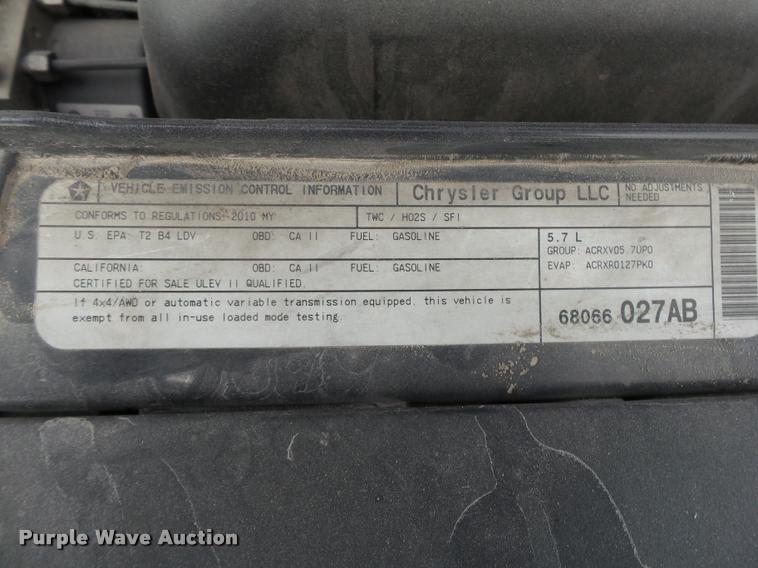 VEHICLE EMISSION CONTROL INFORMATION Chrysler Group LLC NO ADJUSTMENTS NEEDED
CONFORMS TO REGULATIONS: 2010 MY TWC / HO2S / SFI
U.S. EPA: T2 B4 LDV OBD: CA II FUEL: GASOLINE
5.7 L
GROUP: ACRXV05.7UP0
CALIFORNIA: OBD: CA II FUEL: GASOLINE
EVAP: ACRXR0127PK0
CERTIFIED FOR SALE ULEV II QUALIFIED.
If 4x4/AWD or automatic variable transmission equipped, this vehicle is
exempt from all in-use loaded mode testing.
68066 027AB
Purple Wave Auction